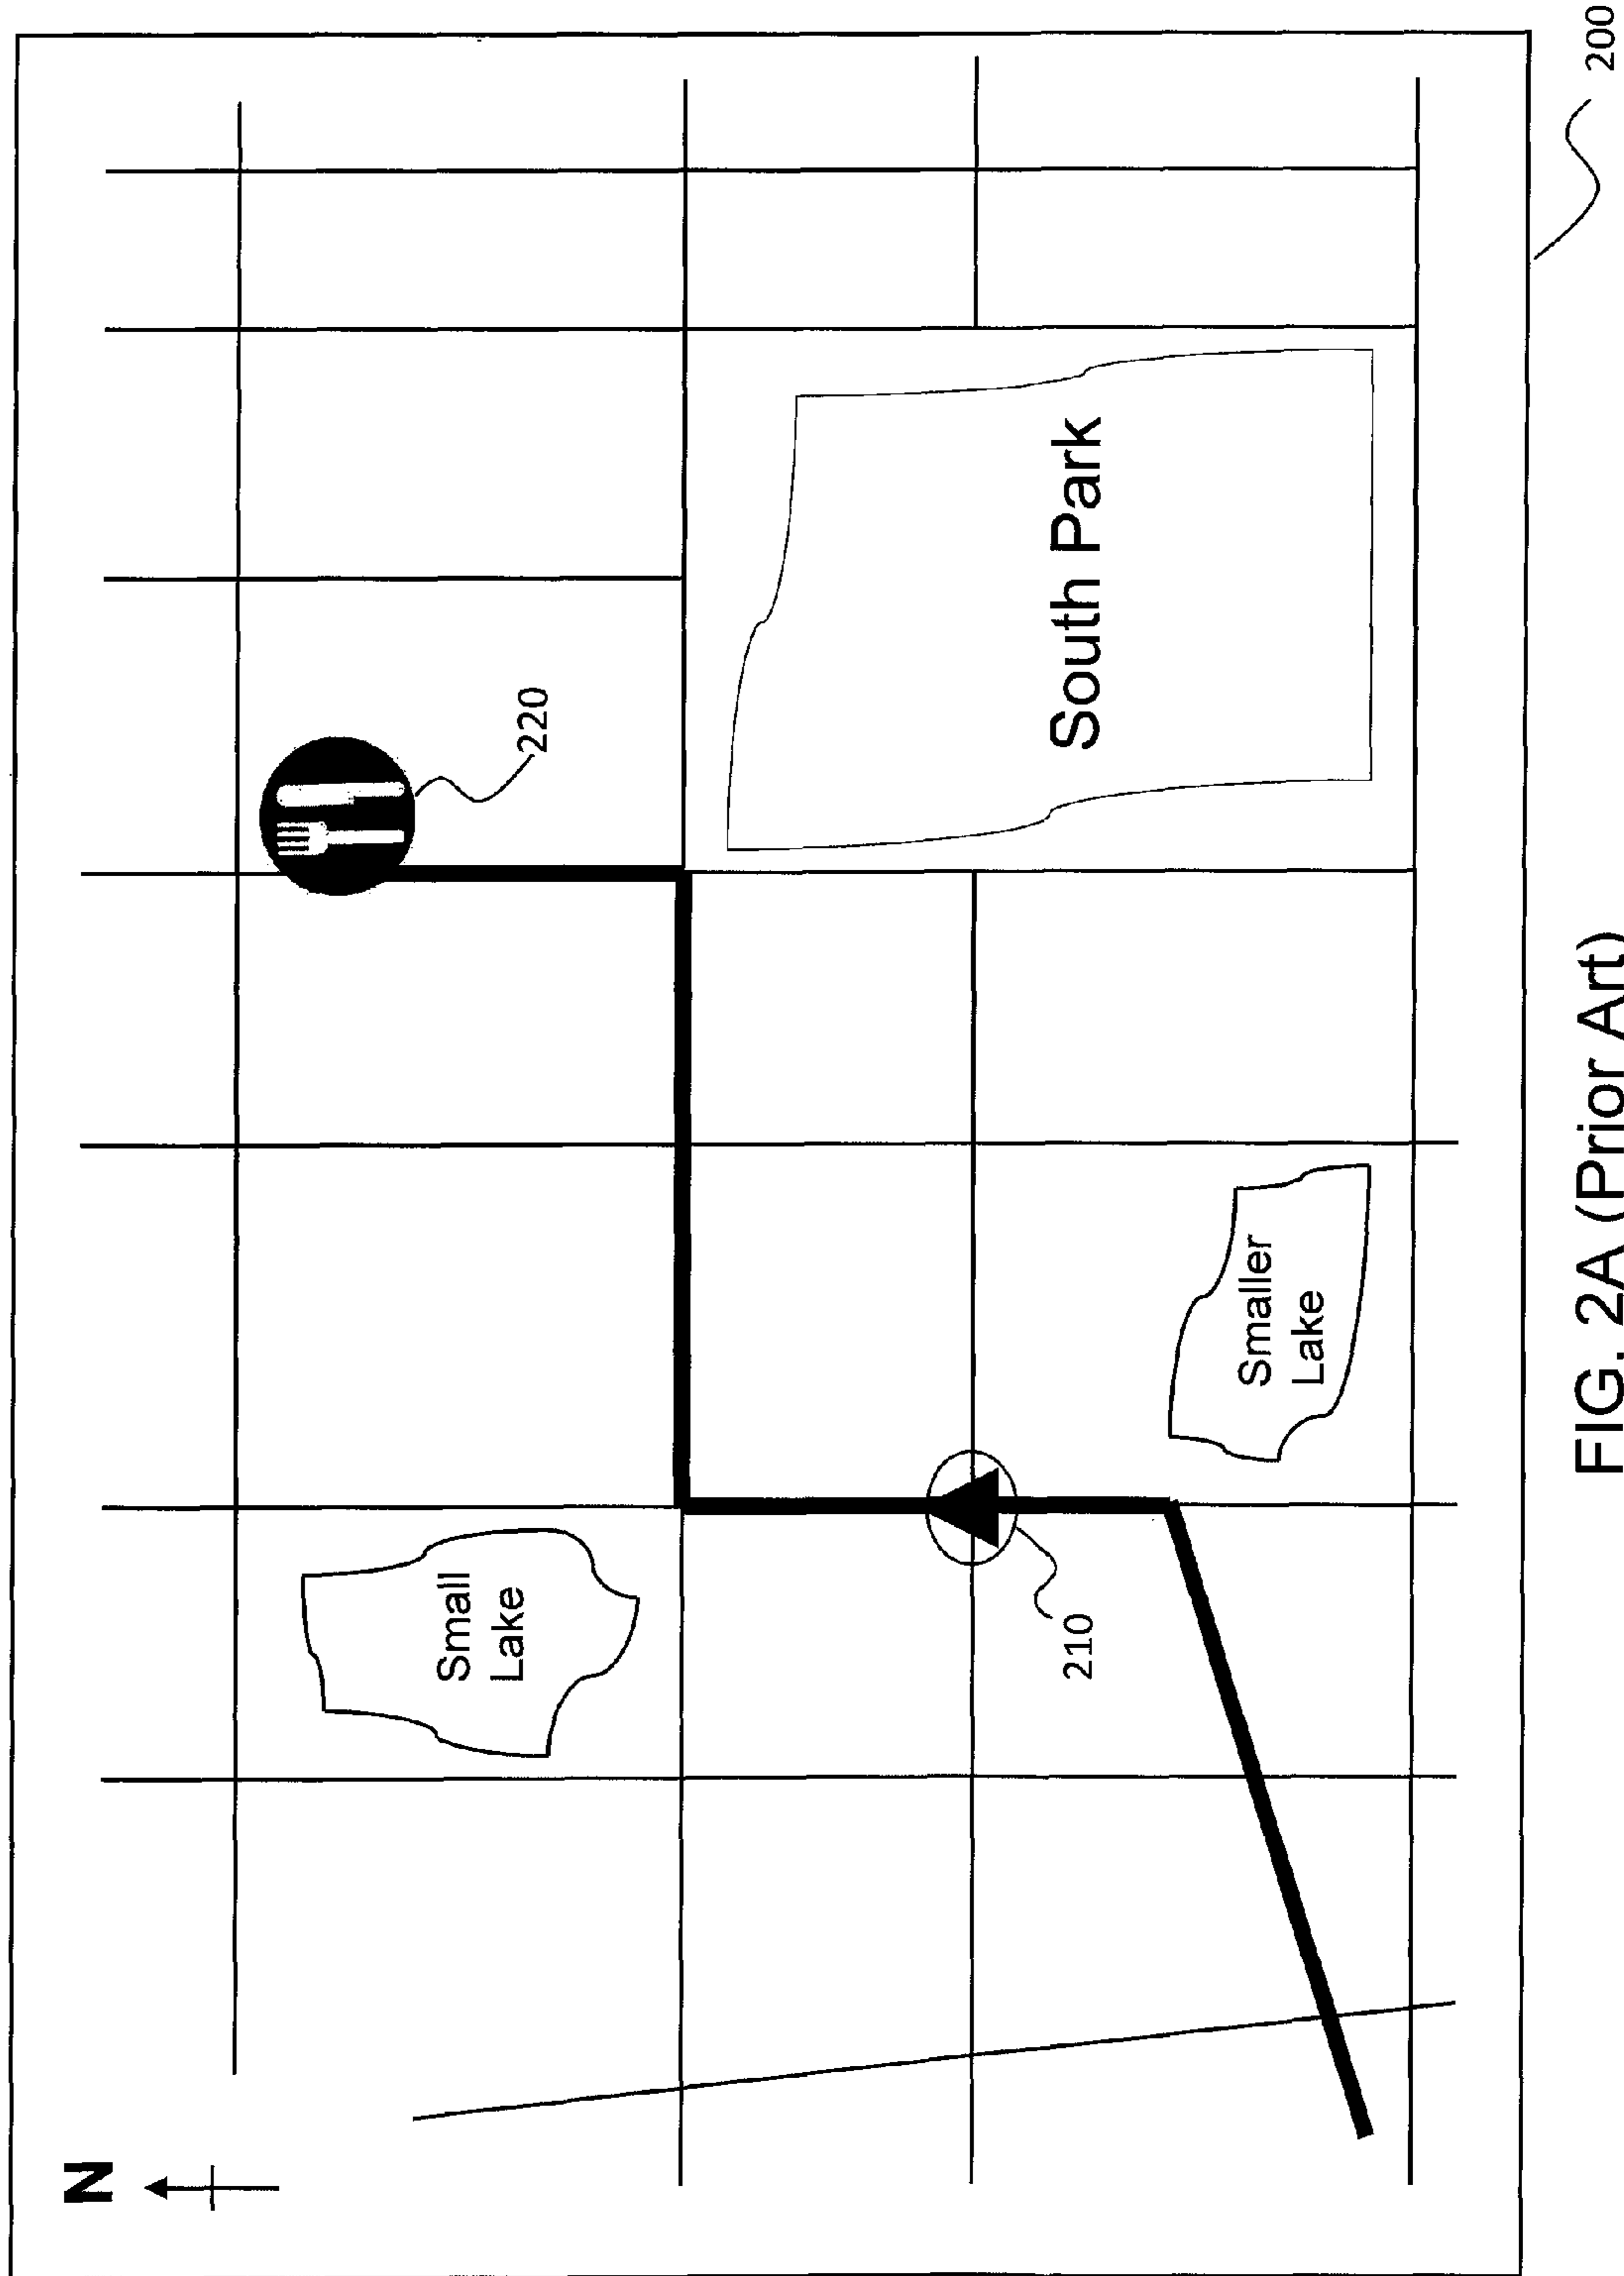 N
Small
Lake
220
210
South Park
Smaller
Lake
200
FIG. 2A (Prior Art)